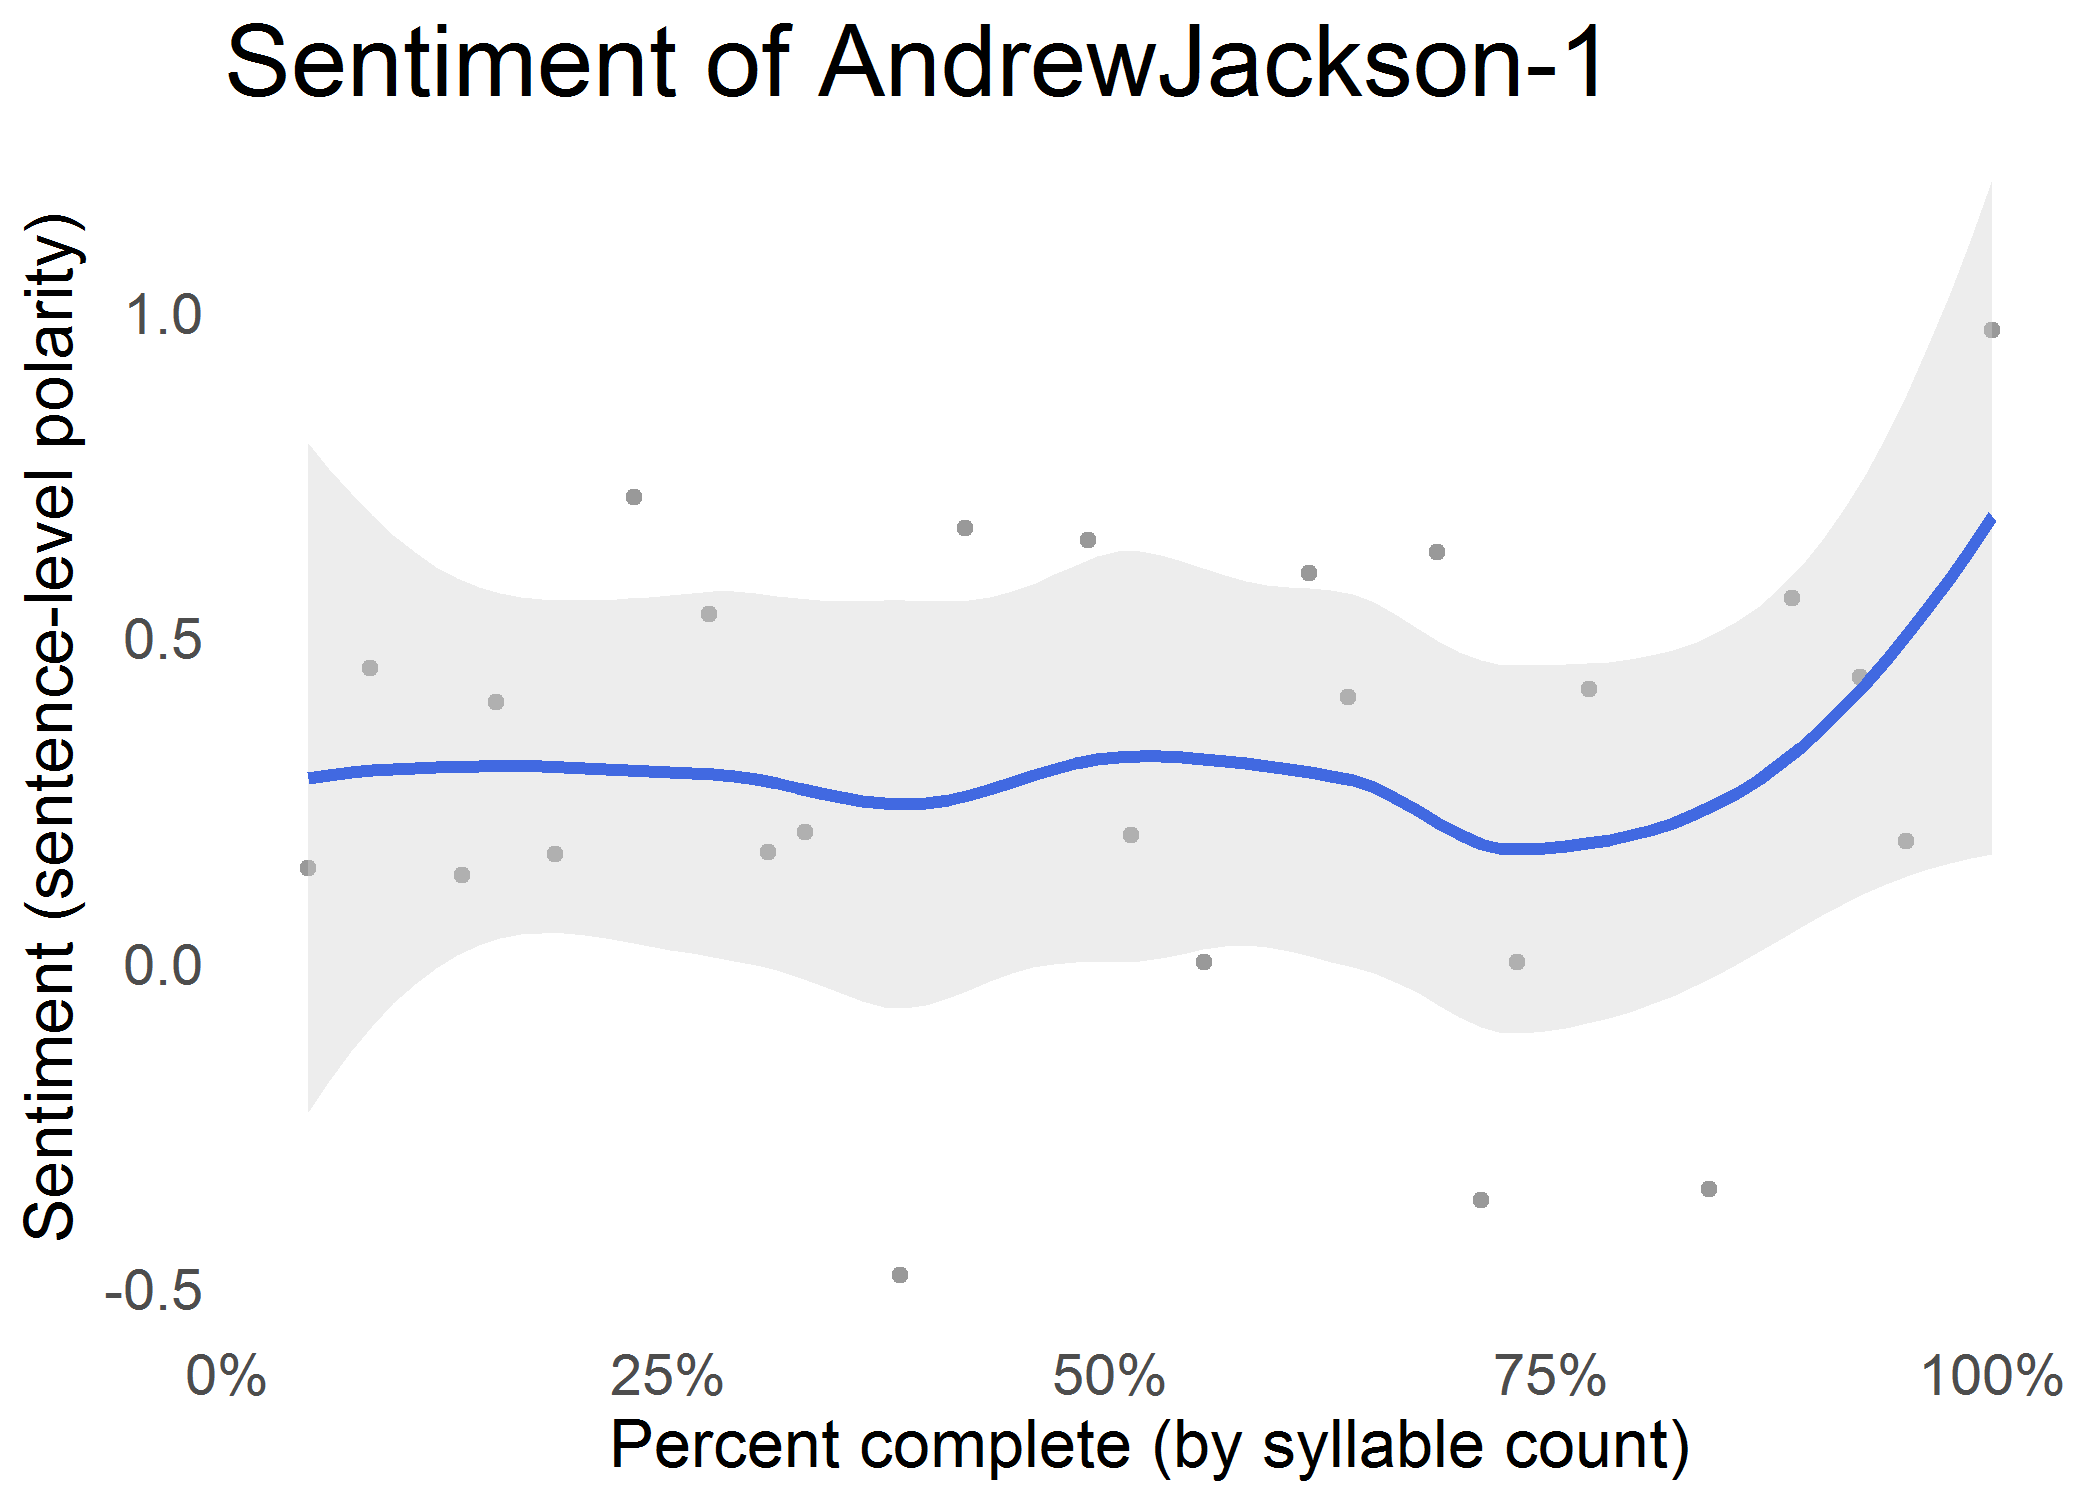 Sentiment of AndrewJackson-1
Sentiment (sentence-level polarity)
1.0
0.5
0.0
-0.5
0% 25% 50% 75% 100%
Percent complete (by syllable count)